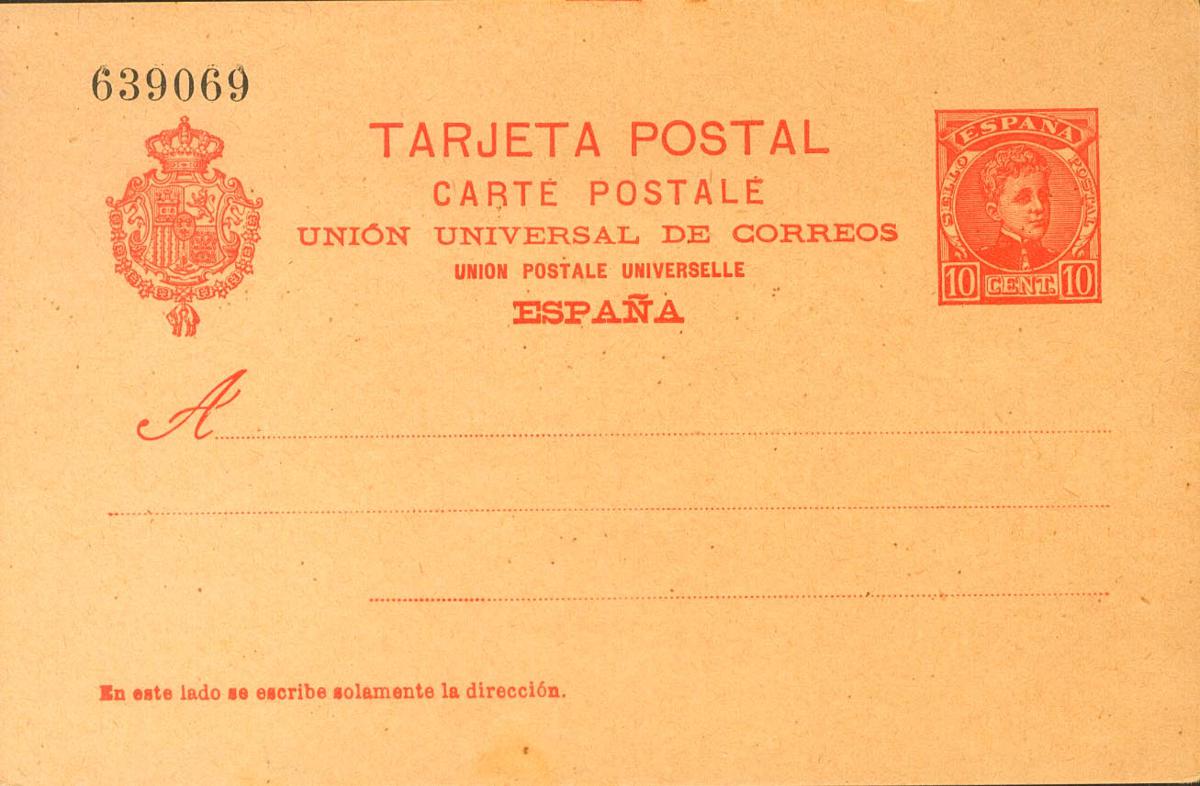 639069
TARJETA POSTAL
CARTE POSTALE
UNIÓN UNIVERSAL DE CORREOS
UNION POSTALE UNIVERSELLE
ESPAÑA
ESPAÑA
SELLO
POSTAL
10 CENT. 10
A
En este lado se escribe solamente la dirección.